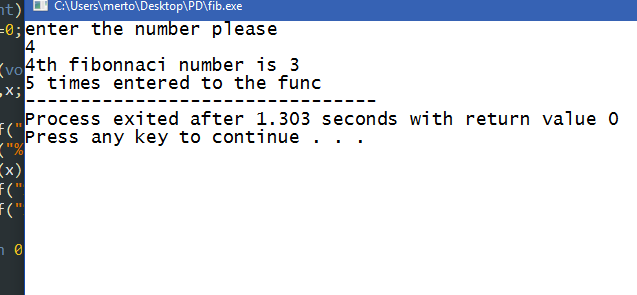 C:\Users\merto\Desktop\PD\fib.exe
nt)
=0;
enter the number please
4
4th fibonnaci number is 3
(vo
,x;
5 times entered to the func
--------------------------------
f("
Process exited after 1.303 seconds with return value 0
("%
Press any key to continue . . .
(x)
f("
f("
n 0